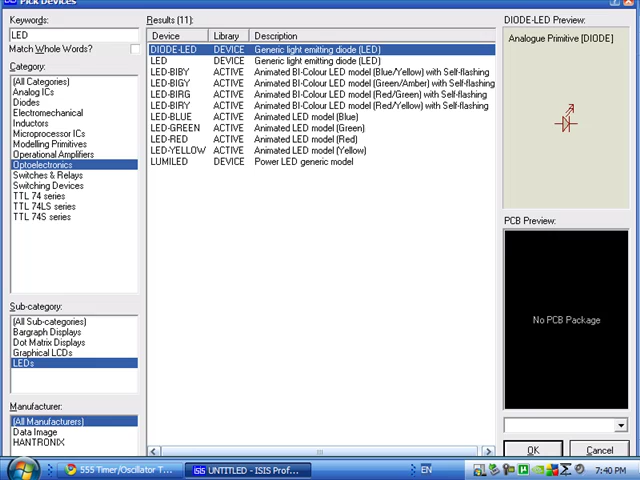 Pick Devices
Keywords:
LED
Match Whole Words?
Category:
(All Categories)
Analog ICs
Diodes
Electromechanical
Inductors
Microprocessor ICs
Modelling Primitives
Operational Amplifiers
Optoelectronics
Switches & Relays
Switching Devices
TTL 74 series
TTL 74LS series
TTL 74S series
Sub-category:
(All Sub-categories)
Bargraph Displays
Dot Matrix Displays
Graphical LCDs
LEDs
Manufacturer:
(All Manufacturers)
Data Image
HANTRONIX
Results (11):
Device Library Description
DIODE-LED DEVICE Generic light emitting diode (LED)
LED DEVICE Generic light emitting diode (LED)
LED-BIBY ACTIVE Animated BI-Colour LED model (Blue/Yellow) with Self-flashing
LED-BIGY ACTIVE Animated BI-Colour LED model (Green/Amber) with Self-flashing
LED-BIRG ACTIVE Animated BI-Colour LED model (Red/Green) with Self-flashing
LED-BIRY ACTIVE Animated BI-Colour LED model (Red/Yellow) with Self-flashing
LED-BLUE ACTIVE Animated LED model (Blue)
LED-GREEN ACTIVE Animated LED model (Green)
LED-RED ACTIVE Animated LED model (Red)
LED-YELLOW ACTIVE Animated LED model (Yellow)
LUMILED DEVICE Power LED generic model
DIODE-LED Preview:
Analogue Primitive [DIODE]
PCB Preview:
No PCB Package
OK Cancel
555 Timer/Oscillator T...
UNTITLED - ISIS Prof...
EN
7:40 PM